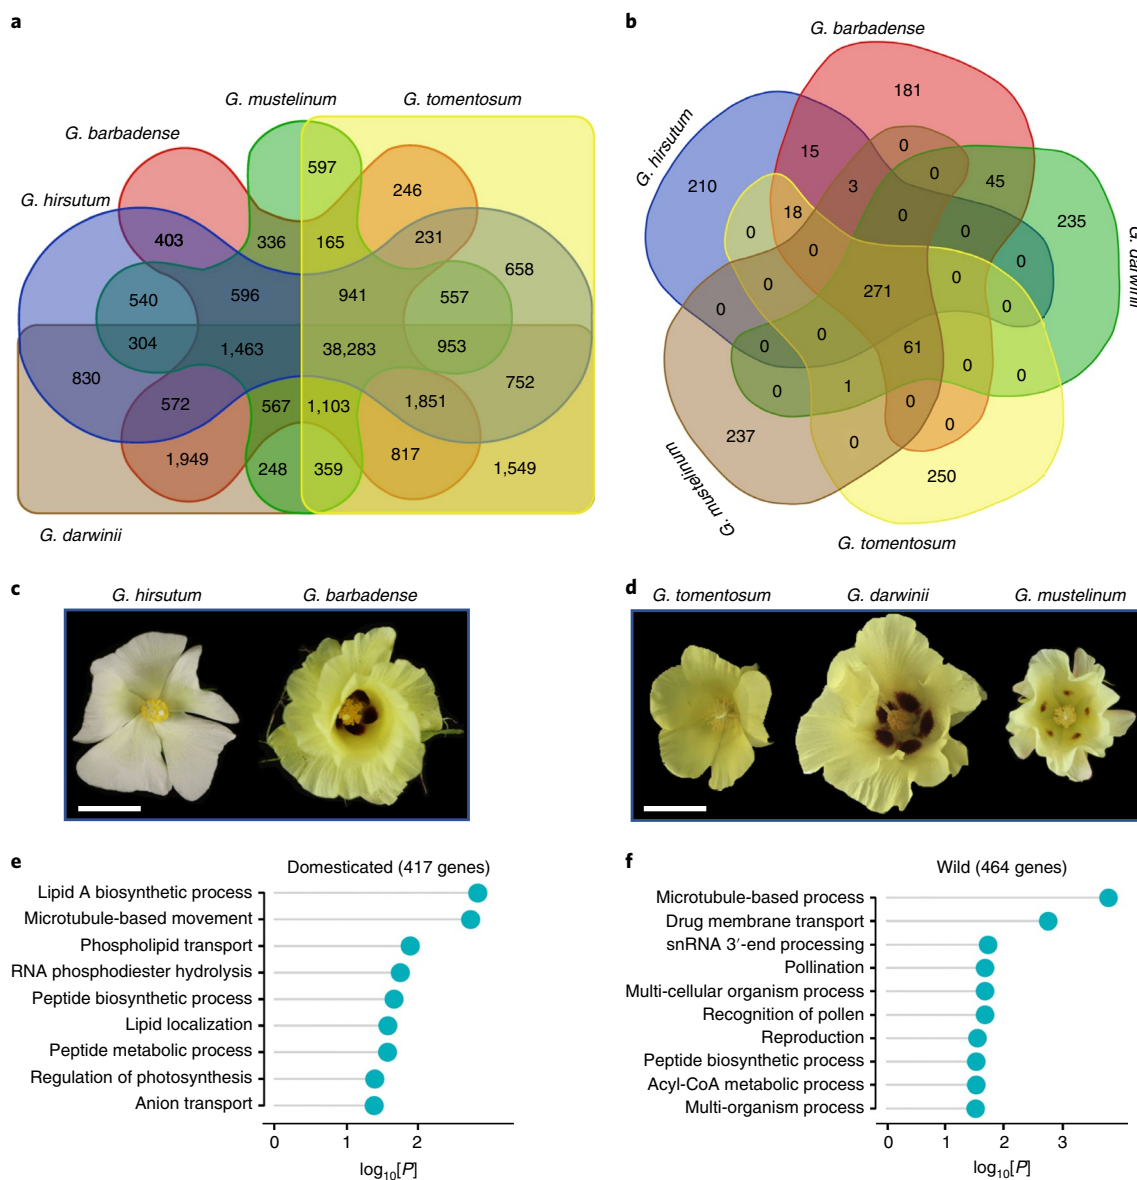 a
G. mustelinum
G. tomentosum
G. barbadense
G. hirsutum
597
246
403
336
165
231
658
540
596
941
557
304
1,463
38,283
953
830
752
572
567
1,103
1,851
1,949
248
359
817
1,549
G. darwinii
b
G. barbadense
G. hirsutum
G. darwinii
G. mustelinum
G. tomentosum
181
15
0
0
45
210
3
18
0
235
0
0
0
0
0
271
0
0
0
0
0
61
0
0
0
1
0
0
237
0
0
250
c
G. hirsutum
G. barbadense
d
G. tomentosum
G. darwinii
G. mustelinum
e
Domesticated (417 genes)
Lipid A biosynthetic process
Microtubule-based movement
Phospholipid transport
RNA phosphodiester hydrolysis
Peptide biosynthetic process
Lipid localization
Peptide metabolic process
Regulation of photosynthesis
Anion transport
0 1 2
log10[P]
f
Wild (464 genes)
Microtubule-based process
Drug membrane transport
snRNA 3′-end processing
Pollination
Multi-cellular organism process
Recognition of pollen
Reproduction
Peptide biosynthetic process
Acyl-CoA metabolic process
Multi-organism process
0 1 2 3
log10[P]